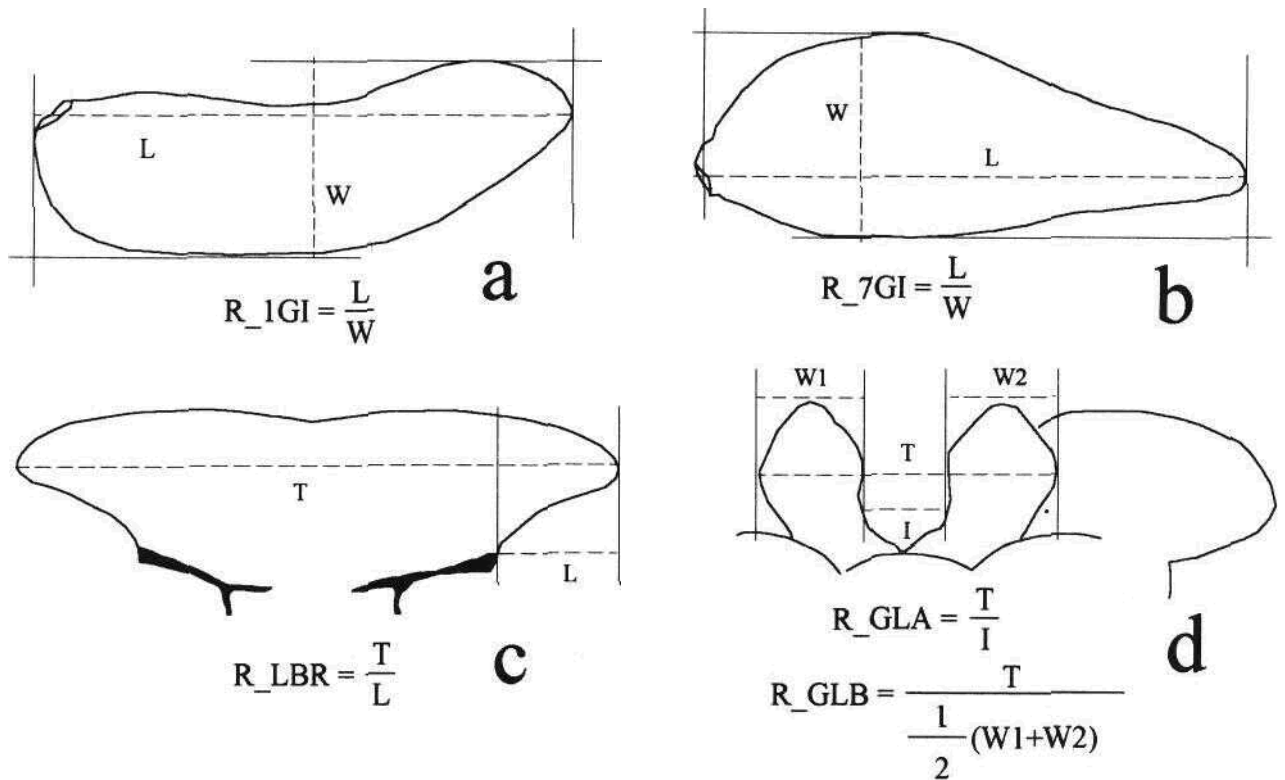 L
W
a
R_1GI = L/W
W
L
b
R_7GI = L/W
T
L
c
R_LBR = T/L
W1 W2
T
I
d
R_GLA = T/I
R_GLB = T / 1/2 (W1+W2)